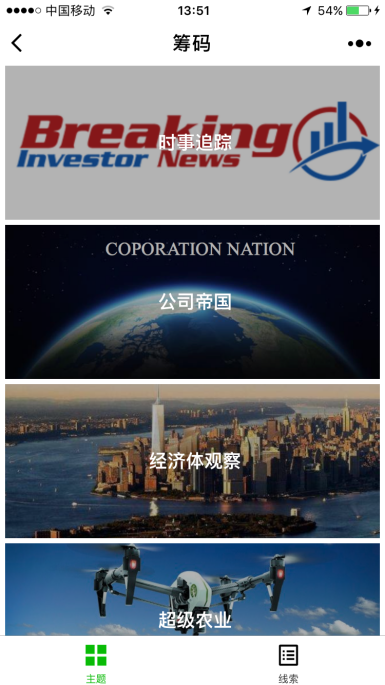 中国移动
13:51
54%
筹码
Breaking
Investor News
时事追踪
COPORATION NATION
公司帝国
经济体观察
超级农业
主题
线索